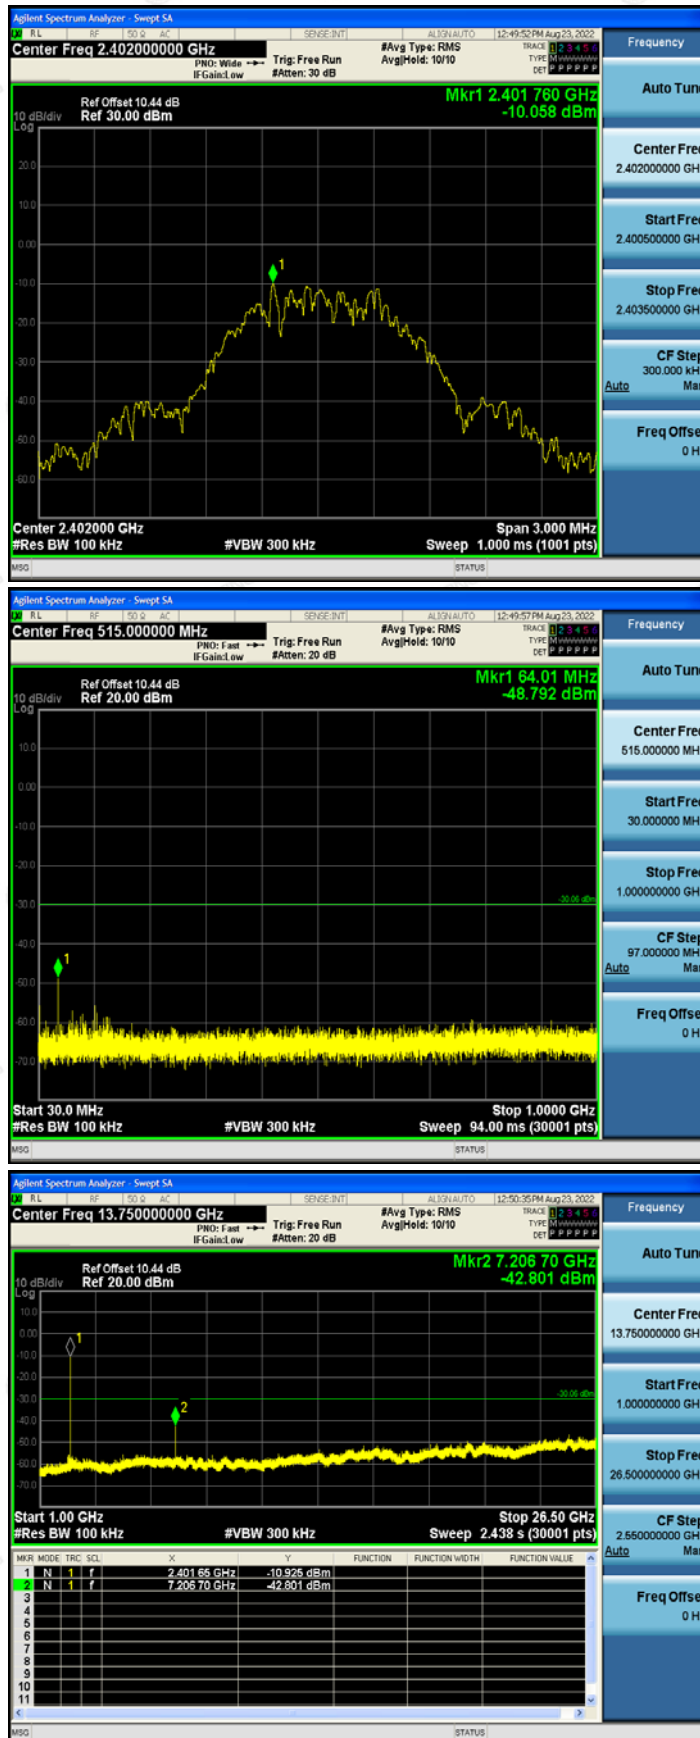 Agilent Spectrum Analyzer - Swept SA
RL RF 50 Ω AC SENSE:INT ALIGNAUTO 12:49:52 PM Aug 23, 2022
Center Freq 2.402000000 GHz #Avg Type: RMS TRACE 1 2 3 4 5 6
PNO: Wide Trig: Free Run Avg|Hold: 10/10 TYPE M
IFGain:Low #Atten: 30 dB DET P P P P P P
Frequency
Auto Tun
Center Fre
2.402000000 GH
Start Fre
2.400500000 GH
Stop Fre
2.403500000 GH
CF Ste
300.000 kH
Auto Ma
Freq Offse
0 H
Mkr1 2.401 760 GHz
-10.058 dBm
Ref Offset 10.44 dB
10 dB/div Ref 30.00 dBm
Log
20.0
10.0
0.00
-10.0
-20.0
-30.0
-40.0
-50.0
-60.0
1
Center 2.402000 GHz Span 3.000 MHz
#Res BW 100 kHz #VBW 300 kHz Sweep 1.000 ms (1001 pts)
MSG STATUS
Agilent Spectrum Analyzer - Swept SA
RL RF 50 Ω AC SENSE:INT ALIGNAUTO 12:49:57 PM Aug 23, 2022
Center Freq 515.000000 MHz #Avg Type: RMS TRACE 1 2 3 4 5 6
PNO: Fast Trig: Free Run Avg|Hold: 10/10 TYPE M
IFGain:Low #Atten: 20 dB DET P P P P P P
Frequency
Auto Tun
Center Fre
515.000000 MH
Start Fre
30.000000 MH
Stop Fre
1.000000000 GH
CF Ste
97.000000 MH
Auto Ma
Freq Offse
0 H
Mkr1 64.01 MHz
-48.792 dBm
Ref Offset 10.44 dB
10 dB/div Ref 20.00 dBm
Log
10.0
0.00
-10.0
-20.0
-30.0
-40.0
-50.0
-60.0
-70.0
-30.06 dBm
1
Start 30.0 MHz Stop 1.0000 GHz
#Res BW 100 kHz #VBW 300 kHz Sweep 94.00 ms (30001 pts)
MSG STATUS
Agilent Spectrum Analyzer - Swept SA
RL RF 50 Ω AC SENSE:INT ALIGNAUTO 12:50:35 PM Aug 23, 2022
Center Freq 13.750000000 GHz #Avg Type: RMS TRACE 1 2 3 4 5 6
PNO: Fast Trig: Free Run Avg|Hold: 10/10 TYPE M
IFGain:Low #Atten: 20 dB DET P P P P P P
Frequency
Auto Tun
Center Fre
13.750000000 GH
Start Fre
1.000000000 GH
Stop Fre
26.500000000 GH
CF Ste
2.550000000 GH
Auto Ma
Freq Offse
0 H
Mkr2 7.206 70 GHz
-42.801 dBm
Ref Offset 10.44 dB
10 dB/div Ref 20.00 dBm
Log
10.0
0.00
-10.0
-20.0
-30.0
-40.0
-50.0
-60.0
-70.0
-30.06 dBm
1
2
Start 1.00 GHz Stop 26.50 GHz
#Res BW 100 kHz #VBW 300 kHz Sweep 2.438 s (30001 pts)
MKR MODE TRC SCL X Y FUNCTION FUNCTION WIDTH FUNCTION VALUE
1 N 1 f 2.401 65 GHz -10.925 dBm
2 N 1 f 7.206 70 GHz -42.801 dBm
3
4
5
6
7
8
9
10
11
MSG STATUS